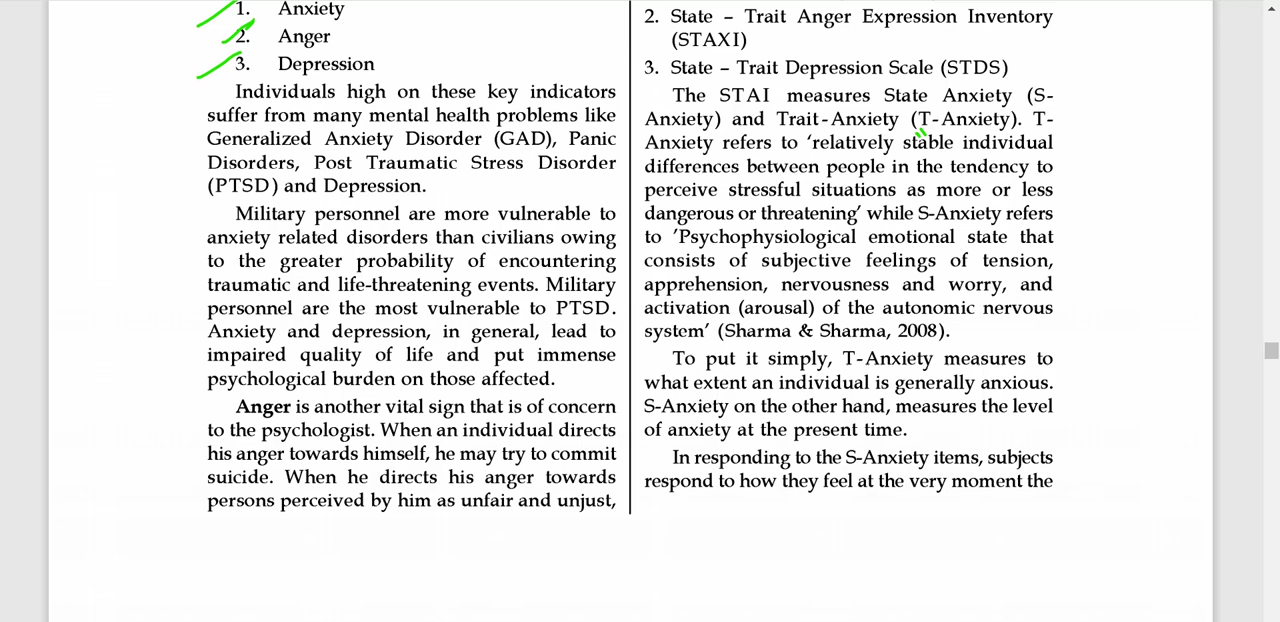 1. Anxiety
2. Anger
3. Depression
Individuals high on these key indicators
suffer from many mental health problems like
Generalized Anxiety Disorder (GAD), Panic
Disorders, Post Traumatic Stress Disorder
(PTSD) and Depression.
Military personnel are more vulnerable to
anxiety related disorders than civilians owing
to the greater probability of encountering
traumatic and life-threatening events. Military
personnel are the most vulnerable to PTSD.
Anxiety and depression, in general, lead to
impaired quality of life and put immense
psychological burden on those affected.
Anger is another vital sign that is of concern
to the psychologist. When an individual directs
his anger towards himself, he may try to commit
suicide. When he directs his anger towards
persons perceived by him as unfair and unjust,
2. State – Trait Anger Expression Inventory
(STAXI)
3. State – Trait Depression Scale (STDS)
The STAI measures State Anxiety (S-
Anxiety) and Trait-Anxiety (T-Anxiety). T-
Anxiety refers to ‘relatively stable individual
differences between people in the tendency to
perceive stressful situations as more or less
dangerous or threatening’ while S-Anxiety refers
to ’Psychophysiological emotional state that
consists of subjective feelings of tension,
apprehension, nervousness and worry, and
activation (arousal) of the autonomic nervous
system’ (Sharma & Sharma, 2008).
To put it simply, T-Anxiety measures to
what extent an individual is generally anxious.
S-Anxiety on the other hand, measures the level
of anxiety at the present time.
In responding to the S-Anxiety items, subjects
respond to how they feel at the very moment the